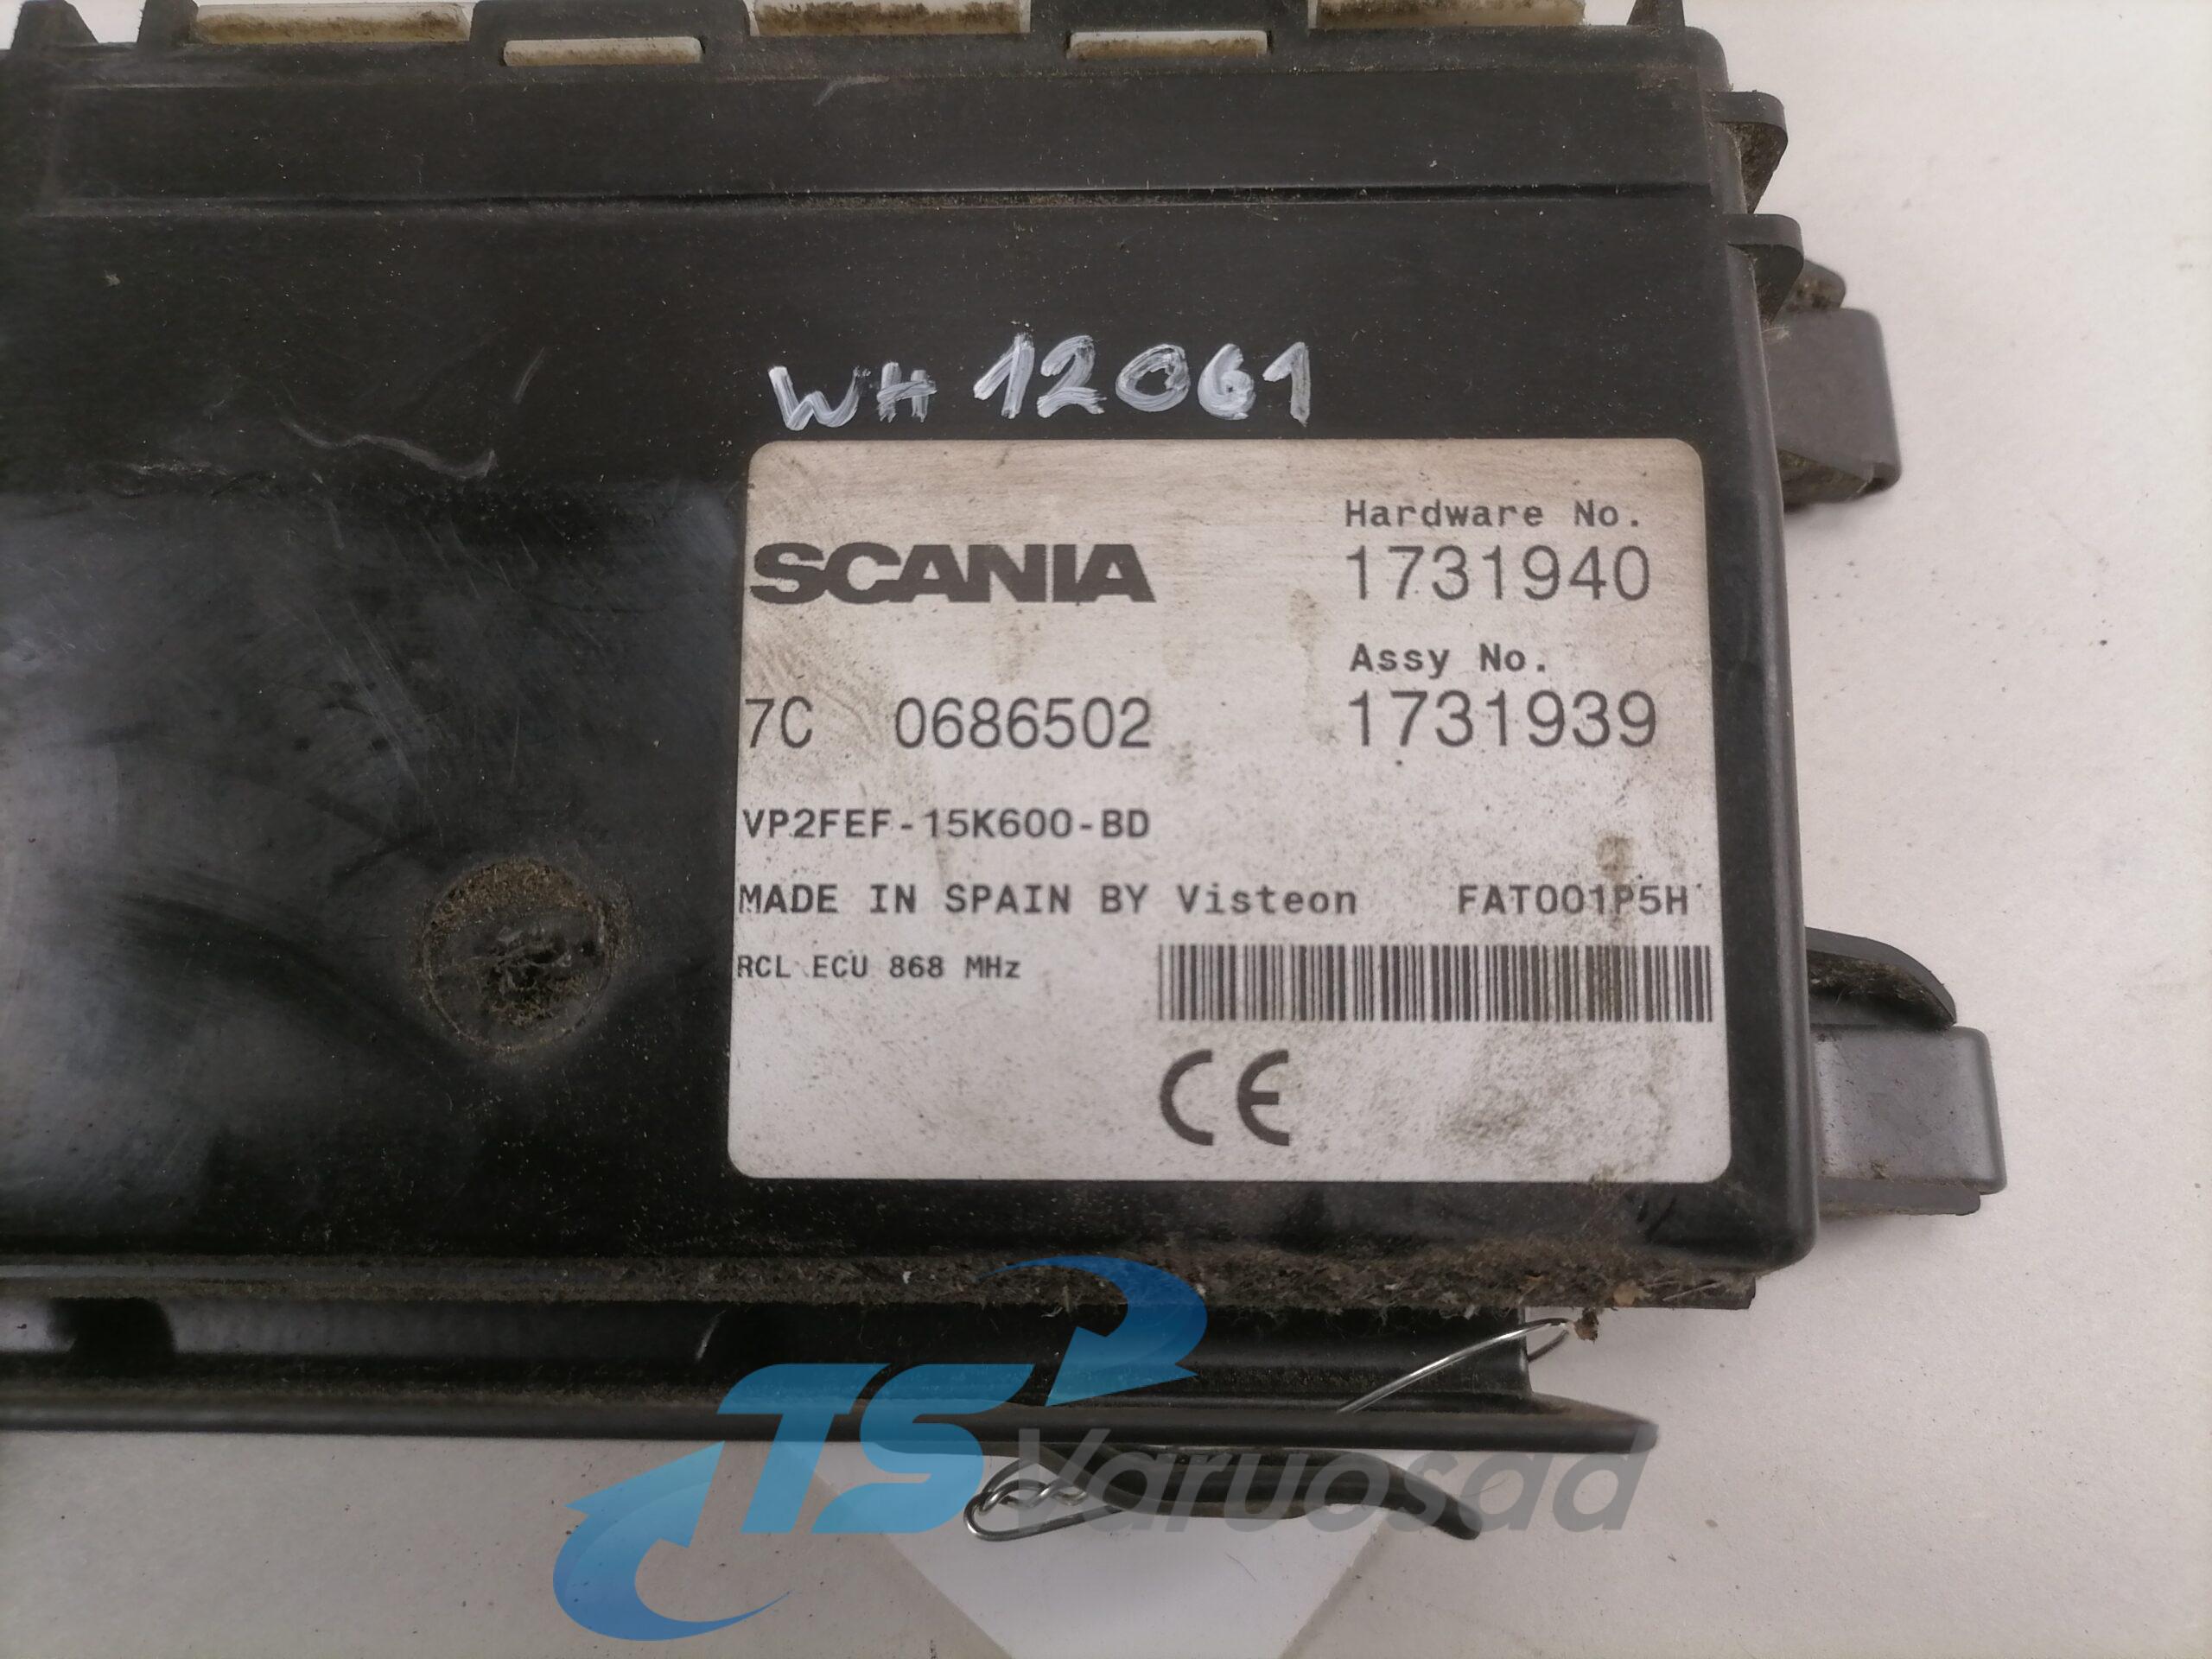 WH 12061
SCANIA
Hardware No.
1731940
Assy No.
7C 0686502 1731939
VP2FEF-15K600-BD
MADE IN SPAIN BY Visteon FAT001P5H
RCL ECU 868 MHz
CE
TS Varuosad